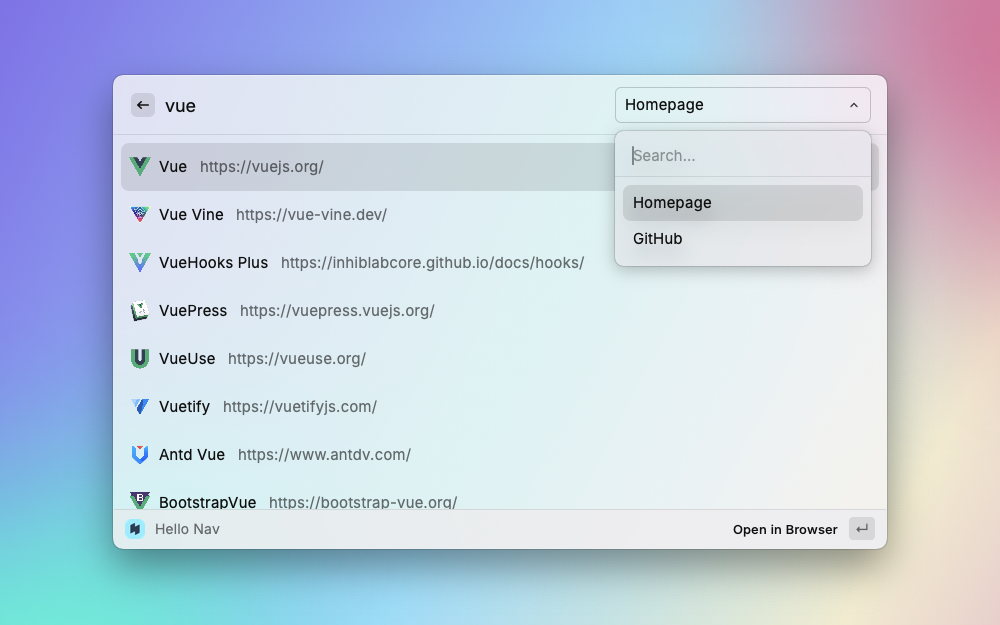 vue
Homepage
Search...
Homepage
GitHub
Vue https://vuejs.org/
Vue Vine https://vue-vine.dev/
VueHooks Plus https://inhiblabcore.github.io/docs/hooks/
VuePress https://vuepress.vuejs.org/
VueUse https://vueuse.org/
Vuetify https://vuetifyjs.com/
Antd Vue https://www.antdv.com/
BootstrapVue https://bootstrap-vue.org/
Hello Nav
Open in Browser